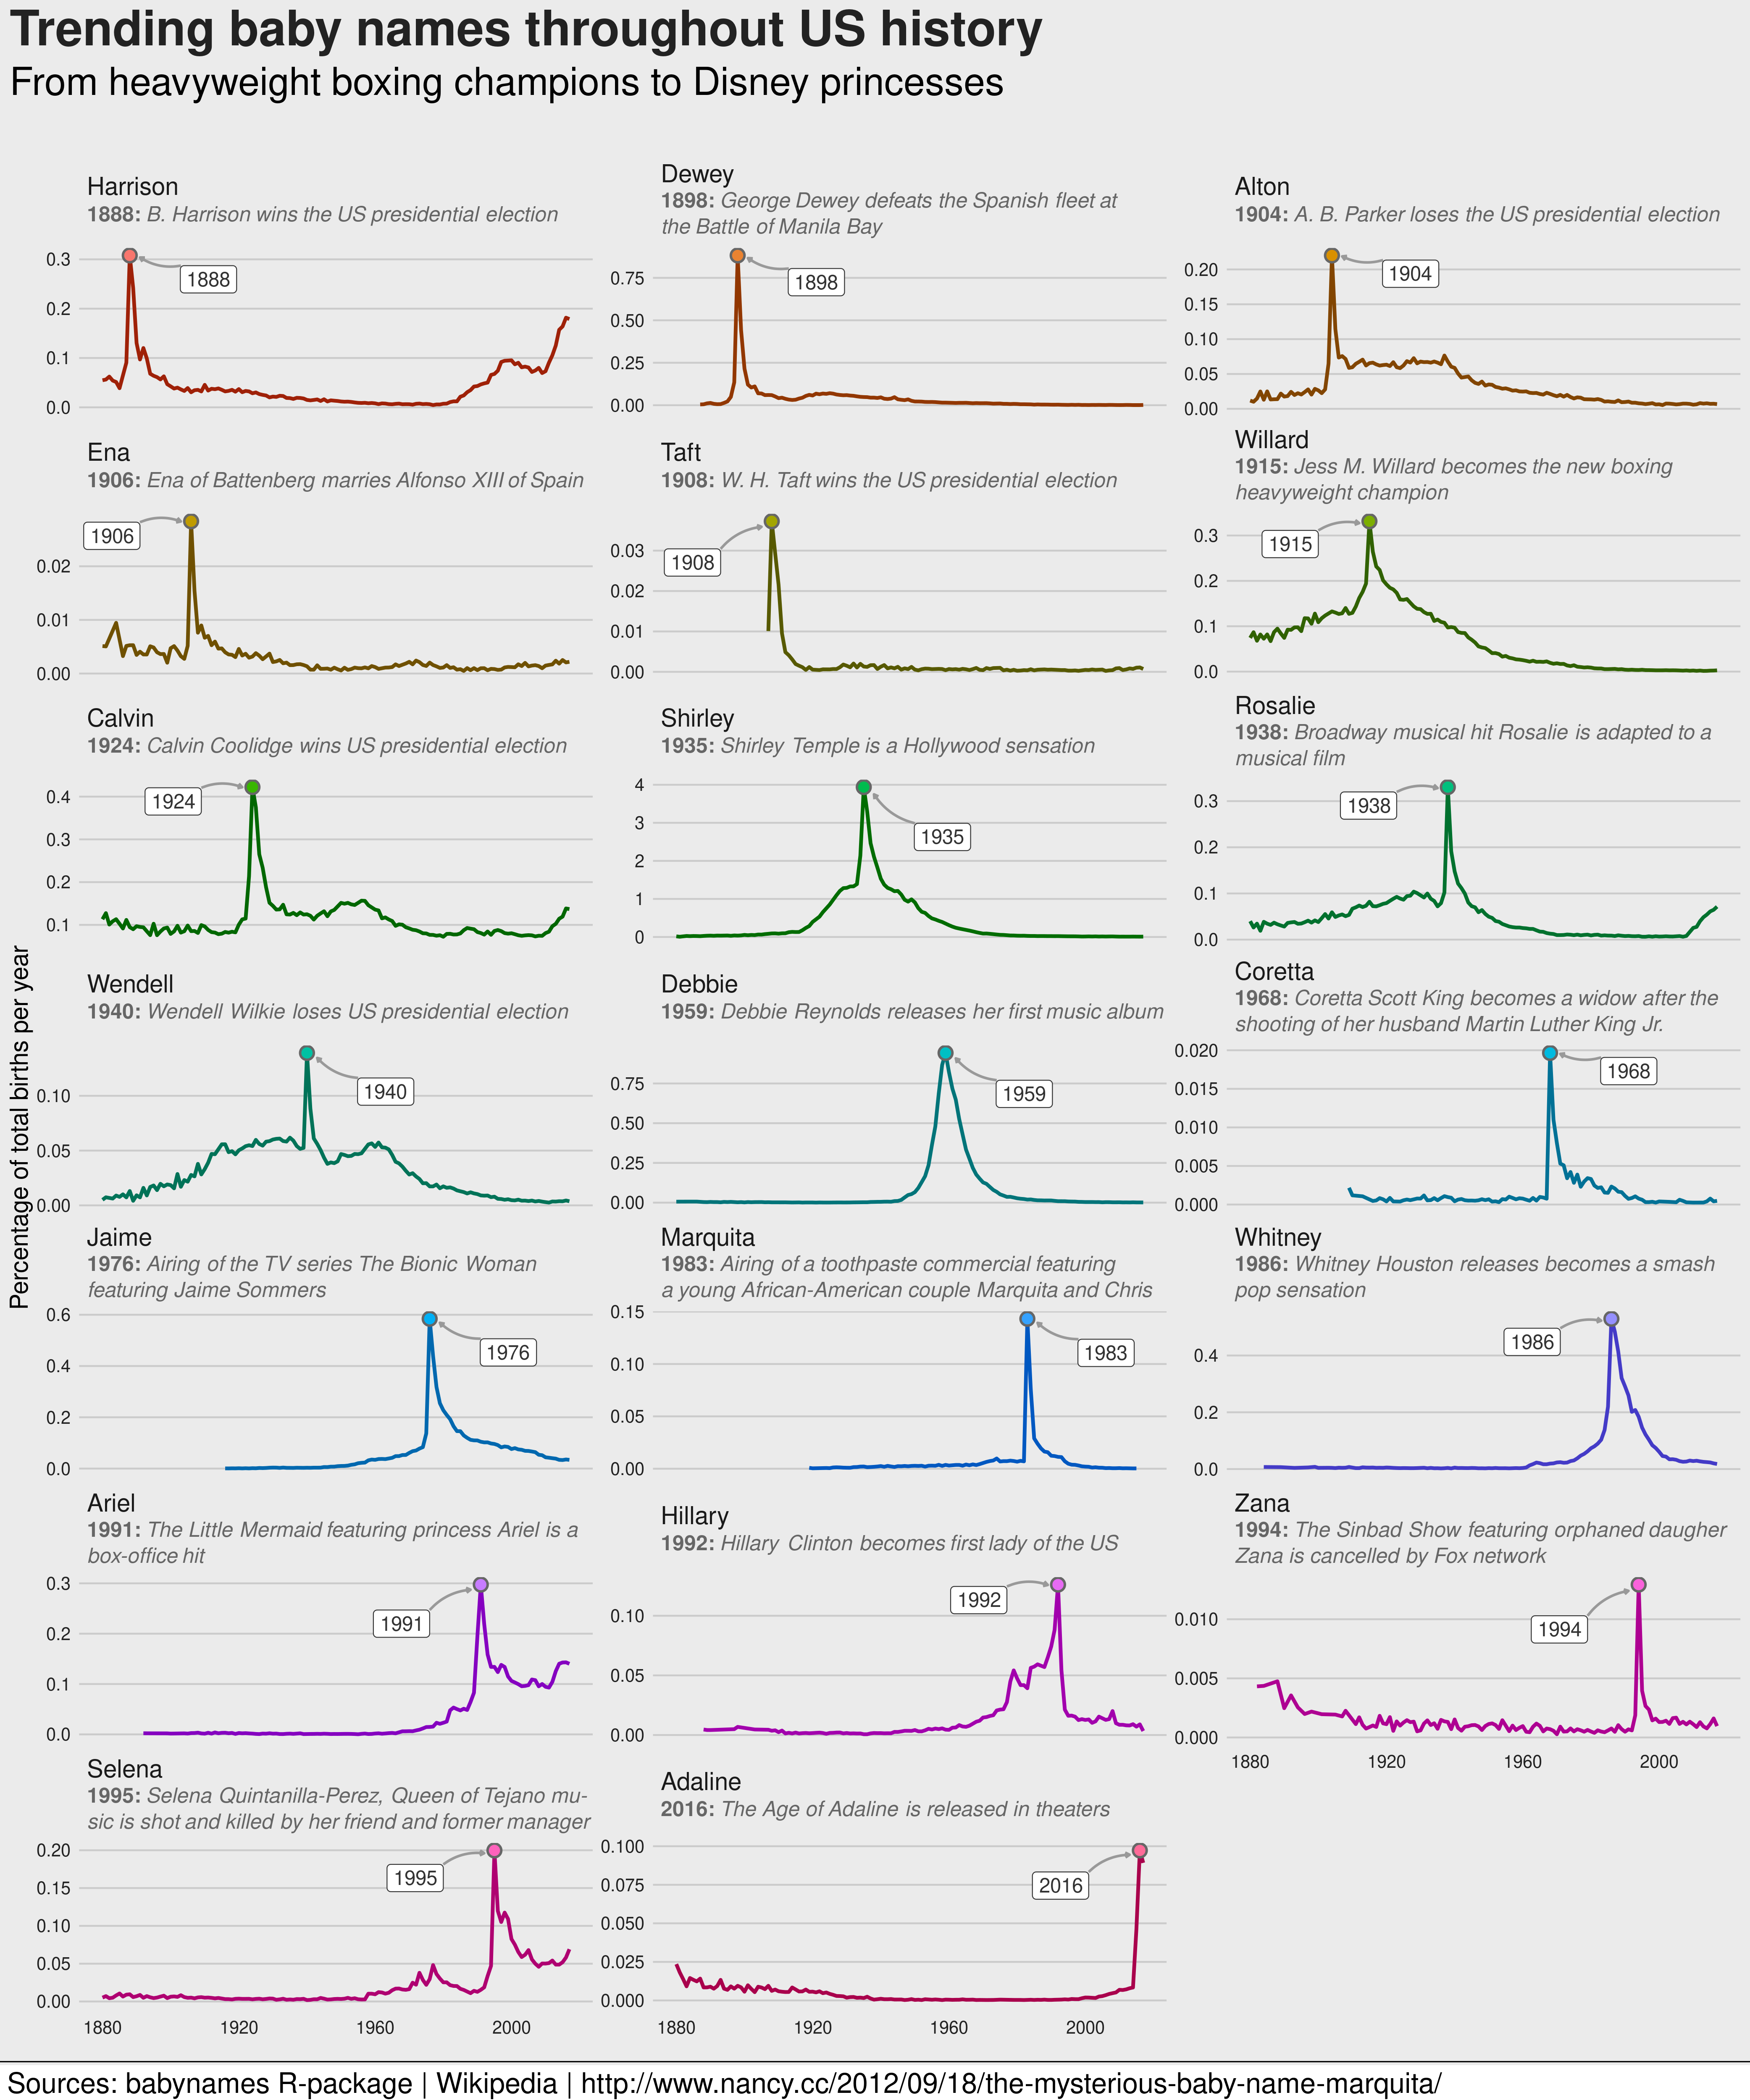 Trending baby names throughout US history
From heavyweight boxing champions to Disney princesses
Percentage of total births per year
Harrison
1888: B. Harrison wins the US presidential election
0.3
0.2
0.1
0.0
1888
Dewey
1898: George Dewey defeats the Spanish fleet at
the Battle of Manila Bay
0.75
0.50
0.25
0.00
1898
Alton
1904: A. B. Parker loses the US presidential election
0.20
0.15
0.10
0.05
0.00
1904
Ena
1906: Ena of Battenberg marries Alfonso XIII of Spain
0.02
0.01
0.00
1906
Taft
1908: W. H. Taft wins the US presidential election
0.03
0.02
0.01
0.00
1908
Willard
1915: Jess M. Willard becomes the new boxing
heavyweight champion
0.3
0.2
0.1
0.0
1915
Calvin
1924: Calvin Coolidge wins US presidential election
0.4
0.3
0.2
0.1
1924
Shirley
1935: Shirley Temple is a Hollywood sensation
4
3
2
1
0
1935
Rosalie
1938: Broadway musical hit Rosalie is adapted to a
musical film
0.3
0.2
0.1
0.0
1938
Wendell
1940: Wendell Wilkie loses US presidential election
0.10
0.05
0.00
1940
Debbie
1959: Debbie Reynolds releases her first music album
0.75
0.50
0.25
0.00
1959
Coretta
1968: Coretta Scott King becomes a widow after the
shooting of her husband Martin Luther King Jr.
0.020
0.015
0.010
0.005
0.000
1968
Jaime
1976: Airing of the TV series The Bionic Woman
featuring Jaime Sommers
0.6
0.4
0.2
0.0
1976
Marquita
1983: Airing of a toothpaste commercial featuring
a young African-American couple Marquita and Chris
0.15
0.10
0.05
0.00
1983
Whitney
1986: Whitney Houston releases becomes a smash
pop sensation
0.4
0.2
0.0
1986
Ariel
1991: The Little Mermaid featuring princess Ariel is a
box-office hit
0.3
0.2
0.1
0.0
1991
Hillary
1992: Hillary Clinton becomes first lady of the US
0.10
0.05
0.00
1992
Zana
1994: The Sinbad Show featuring orphaned daugher
Zana is cancelled by Fox network
0.010
0.005
0.000
1994
1880 1920 1960 2000
Selena
1995: Selena Quintanilla-Perez, Queen of Tejano mu-
sic is shot and killed by her friend and former manager
0.20
0.15
0.10
0.05
0.00
1995
1880 1920 1960 2000
Adaline
2016: The Age of Adaline is released in theaters
0.100
0.075
0.050
0.025
0.000
2016
1880 1920 1960 2000
Sources: babynames R-package | Wikipedia | http://www.nancy.cc/2012/09/18/the-mysterious-baby-name-marquita/